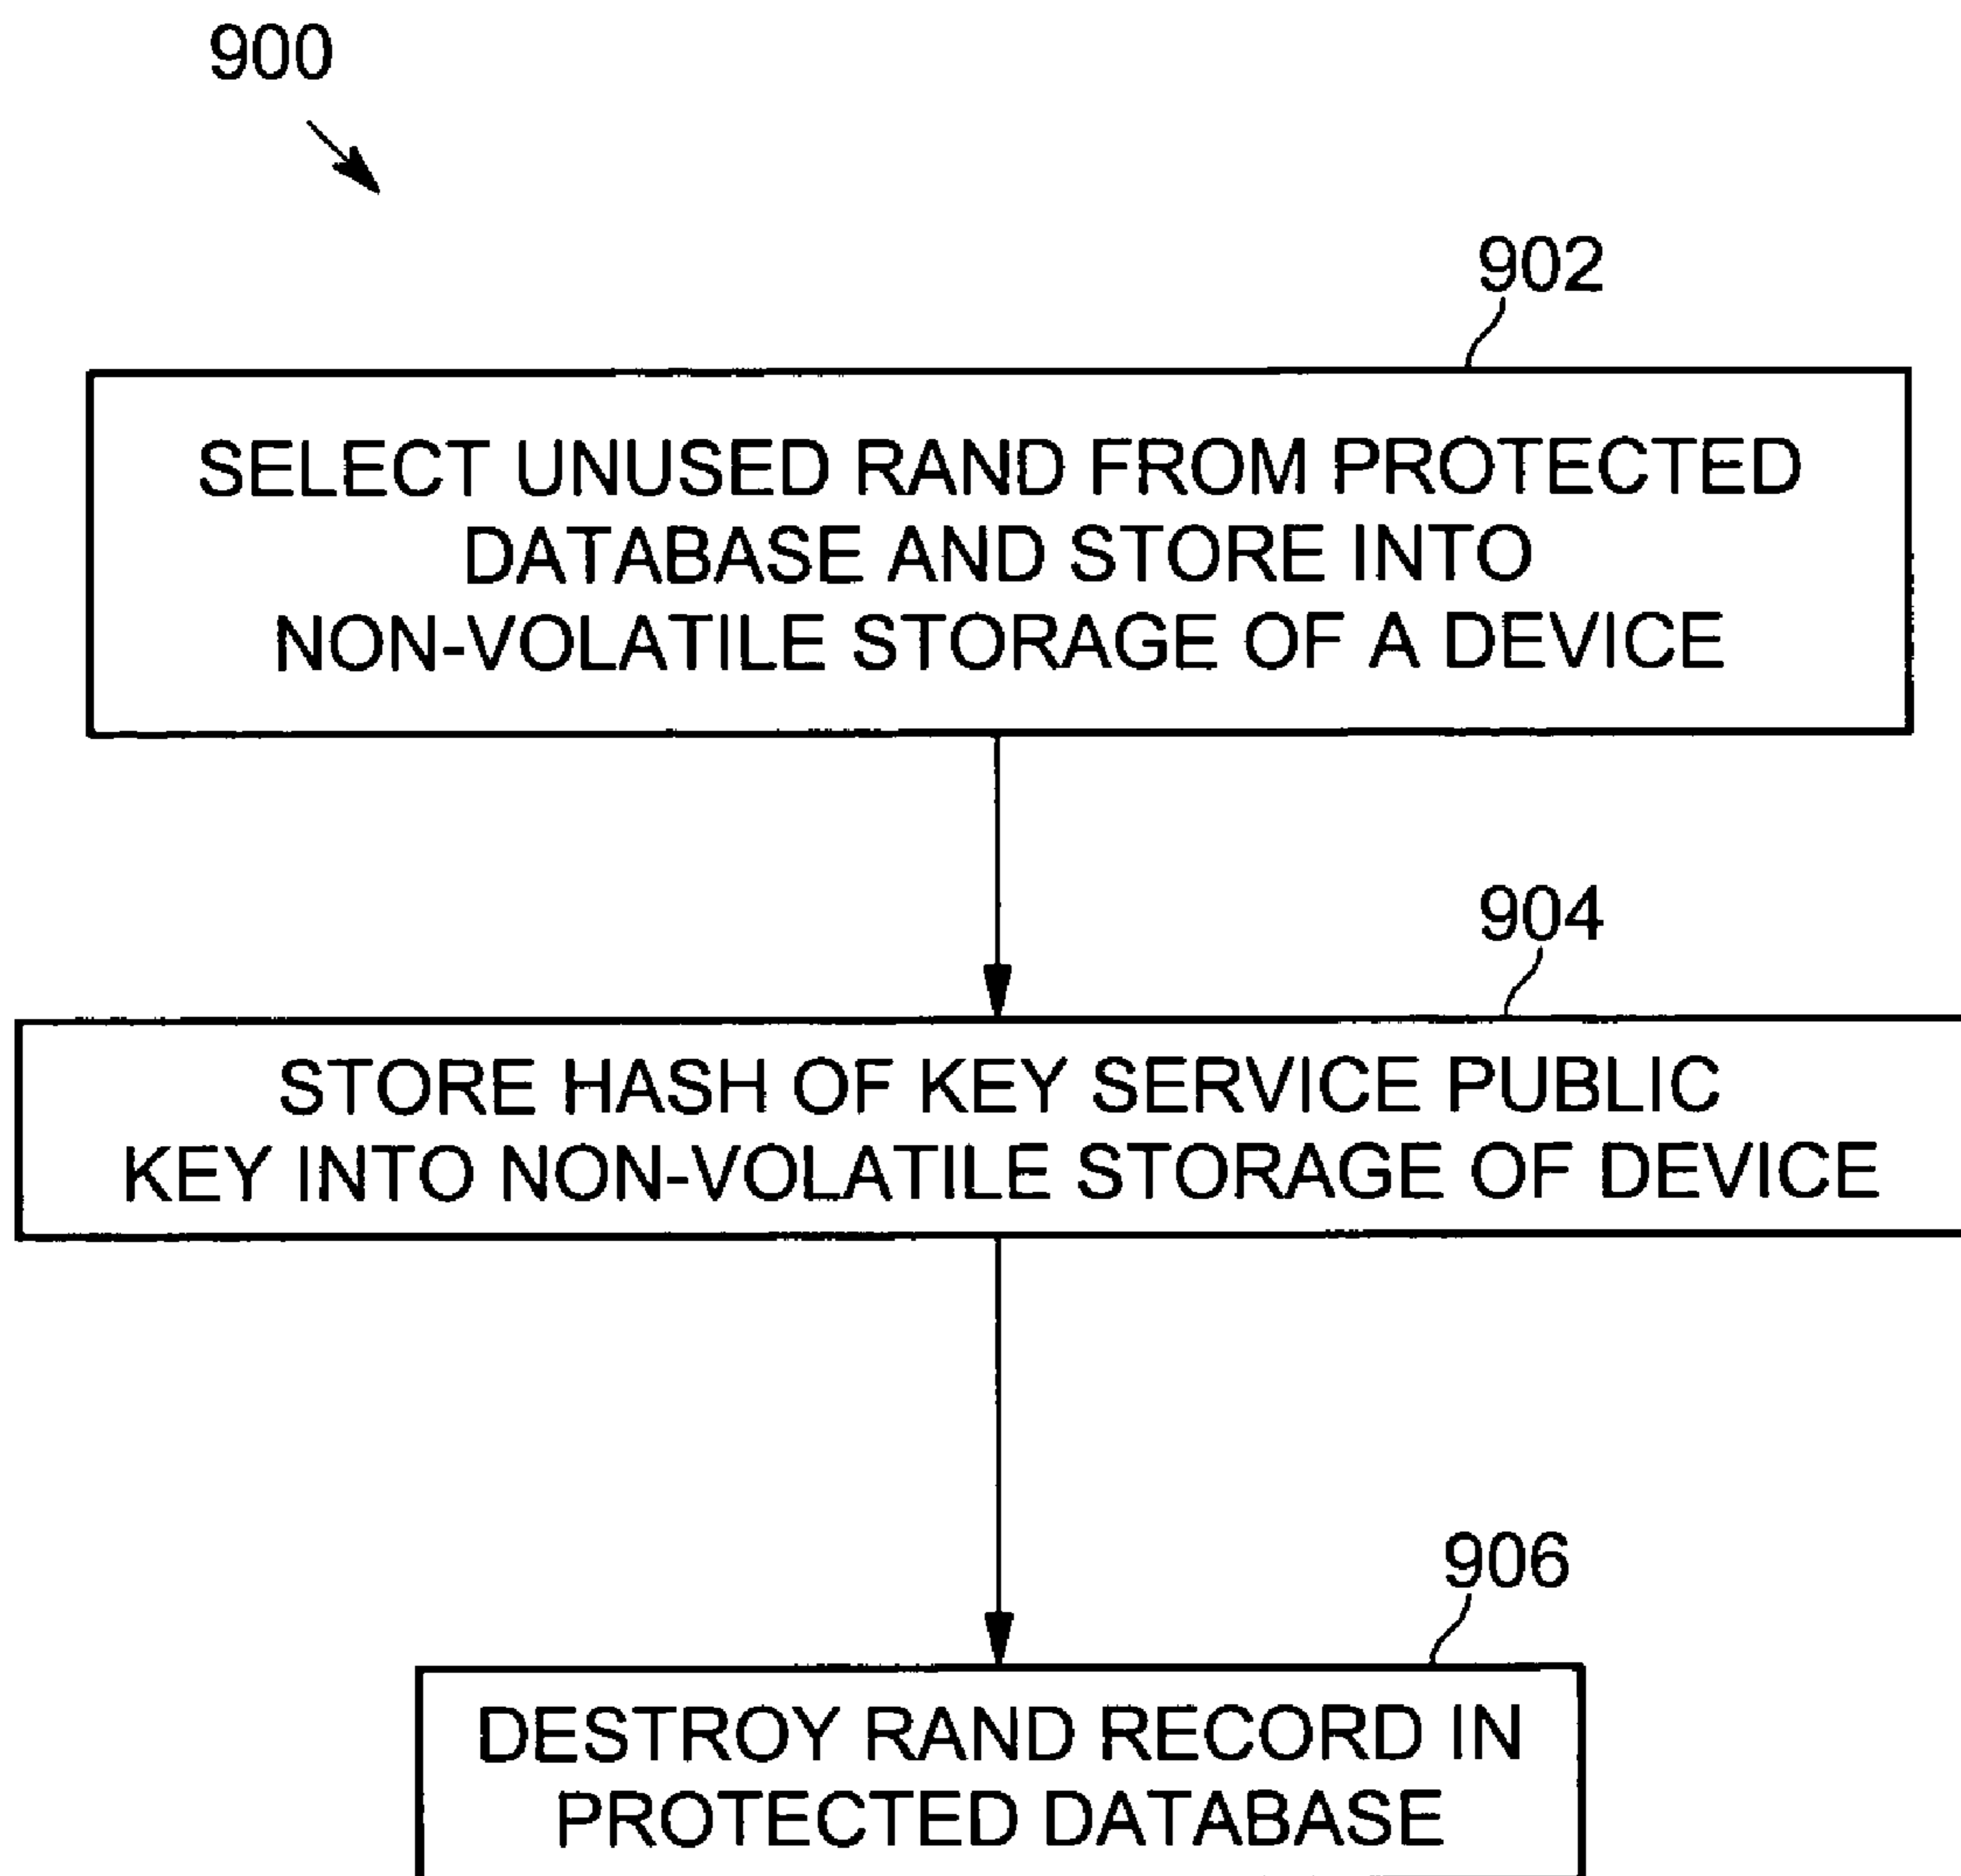 900
902
SELECT UNUSED RAND FROM PROTECTED
DATABASE AND STORE INTO
NON-VOLATILE STORAGE OF A DEVICE
904
STORE HASH OF KEY SERVICE PUBLIC
KEY INTO NON-VOLATILE STORAGE OF DEVICE
906
DESTROY RAND RECORD IN
PROTECTED DATABASE